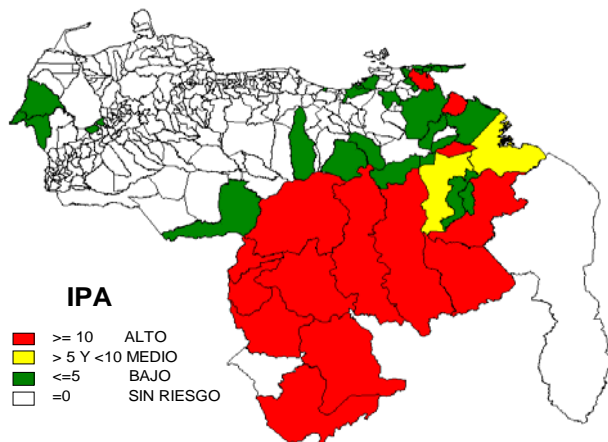 IPA
>= 10 ALTO
> 5 Y <10 MEDIO
<=5 BAJO
=0 SIN RIESGO